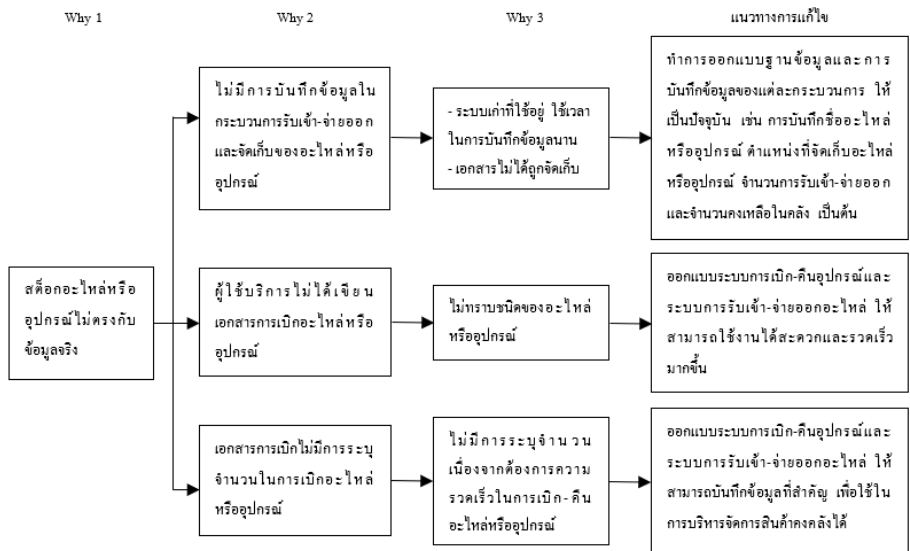 Why 1
Why 2
Why 3
แนวทางการแก้ไข
สต็อกอะไหล่หรือ
อุปกรณ์ไม่ตรงกับ
ข้อมูลจริง
ไม่มีการบันทึกข้อมูลใน
กระบวนการรับเข้า-จ่ายออก
และจัดเก็บของอะไหล่หรือ
อุปกรณ์
- ระบบเก่าที่ใช้อยู่ ใช้เวลา
ในการบันทึกข้อมูลนาน
- เอกสารไม่ได้ถูกจัดเก็บ
ทำการออกแบบฐานข้อมูลและการ
บันทึกข้อมูลของแต่ละกระบวนการ ให้
เป็นปัจจุบัน เช่น การบันทึกชื่ออะไหล่
หรืออุปกรณ์ ตำแหน่งที่จัดเก็บอะไหล่
หรืออุปกรณ์ จำนวนการรับเข้า-จ่ายออก
และจำนวนคงเหลือในคลัง เป็นต้น
ผู้ใช้บริการไม่ได้เขียน
เอกสารการเบิกอะไหล่หรือ
อุปกรณ์
ไม่ทราบชนิดของอะไหล่
หรืออุปกรณ์
ออกแบบระบบการเบิก-คืนอุปกรณ์และ
ระบบการรับเข้า-จ่ายออกอะไหล่ ให้
สามารถใช้งานได้สะดวกและรวดเร็ว
มากขึ้น
เอกสารการเบิกไม่มีการระบุ
จำนวนในการเบิกอะไหล่
หรืออุปกรณ์
ไม่มีการระบุจำนวน
เนื่องจากต้องการความ
รวดเร็วในการเบิก-คืน
อะไหล่หรืออุปกรณ์
ออกแบบระบบการเบิก-คืนอุปกรณ์และ
ระบบการรับเข้า-จ่ายออกอะไหล่ ให้
สามารถบันทึกข้อมูลที่สำคัญ เพื่อใช้ใน
การบริหารจัดการสินค้าคงคลังได้